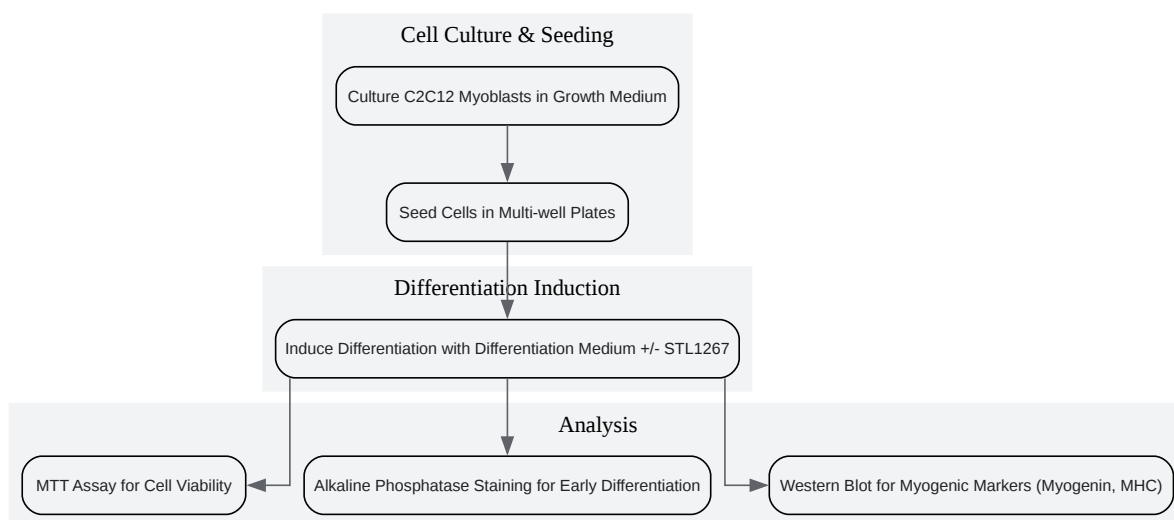 Cell Culture & Seeding
Culture C2C12 Myoblasts in Growth Medium
Seed Cells in Multi-well Plates
Differentiation Induction
Induce Differentiation with Differentiation Medium +/- STL1267
Analysis
MTT Assay for Cell Viability
Alkaline Phosphatase Staining for Early Differentiation
Western Blot for Myogenic Markers (Myogenin, MHC)